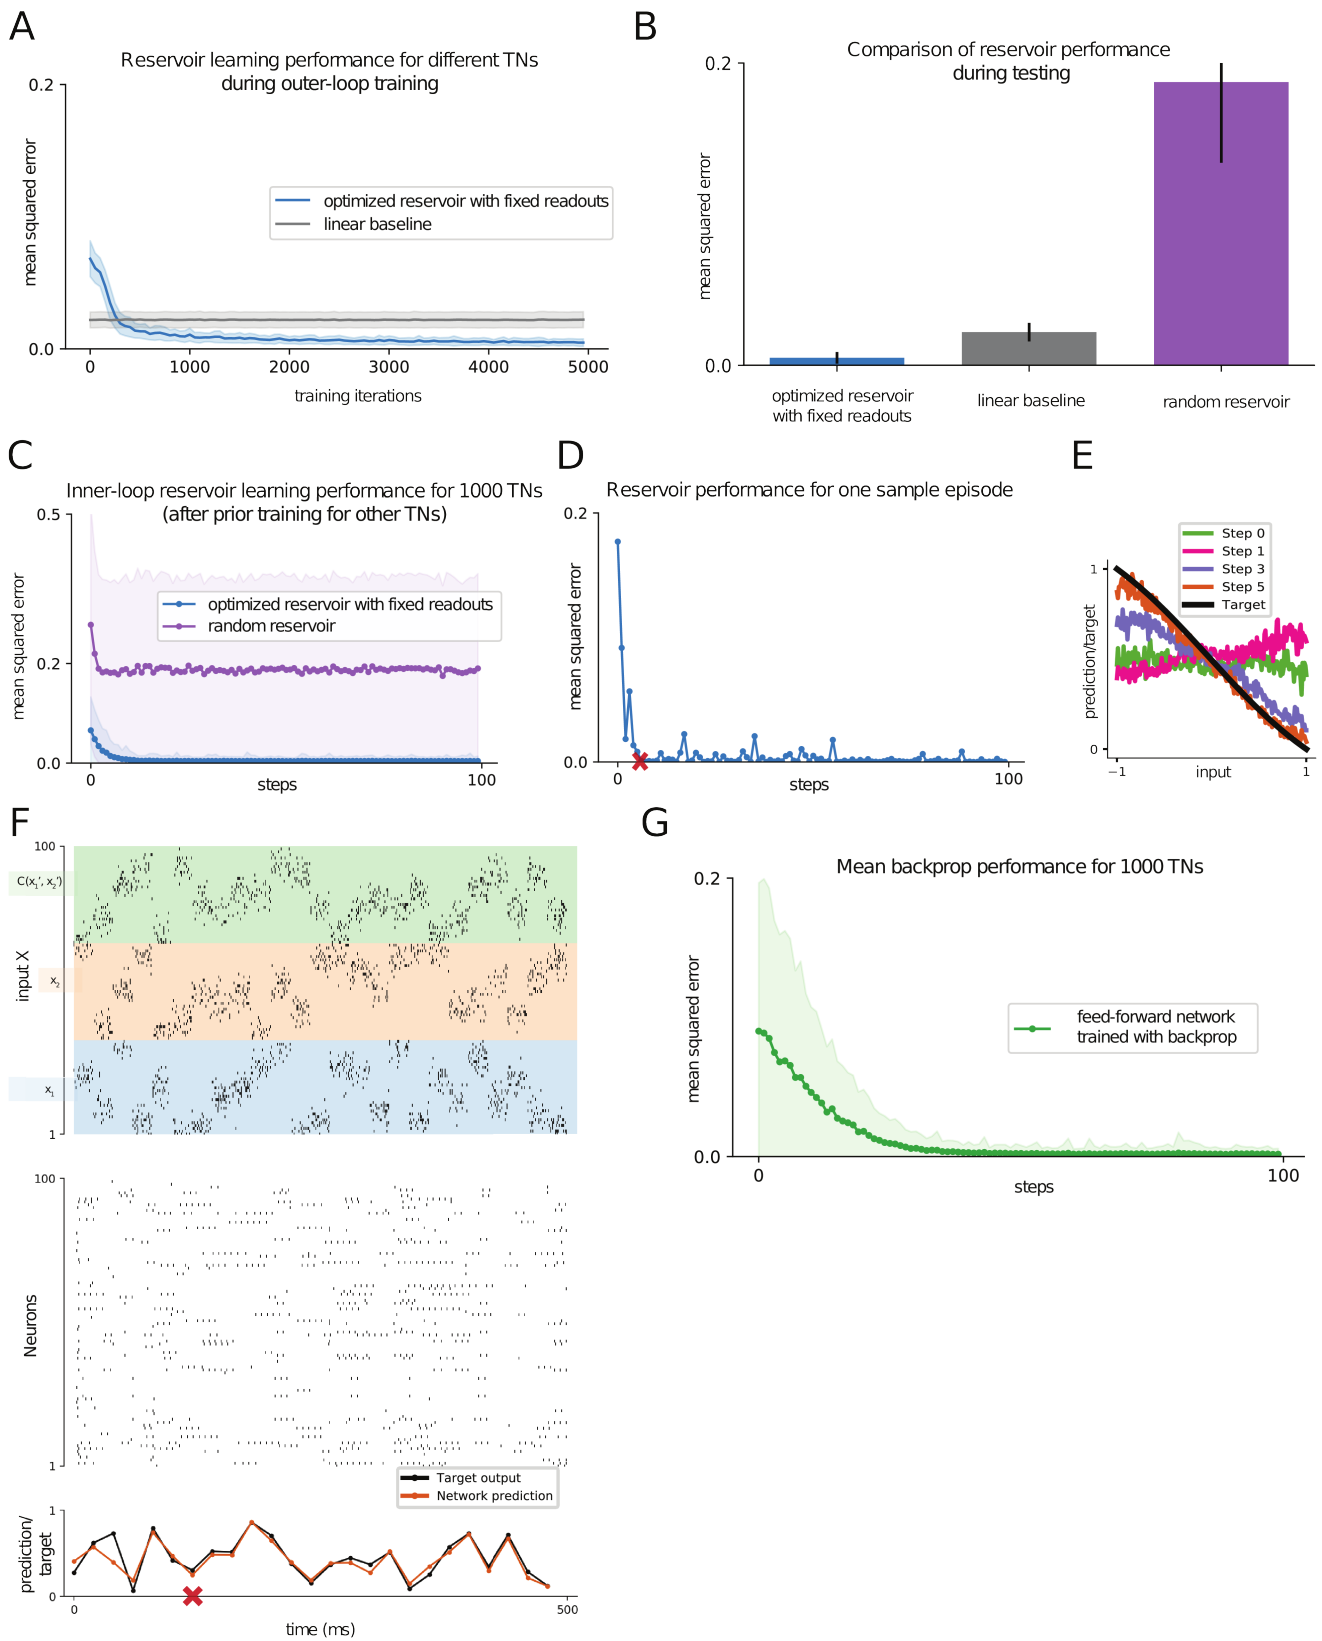 A
Reservoir learning performance for different TNs
during outer-loop training
0.2
0.0
mean squared error
optimized reservoir with fixed readouts
linear baseline
0 1000 2000 3000 4000 5000
training iterations
B
Comparison of reservoir performance
during testing
0.2
0.0
mean squared error
optimized reservoir
with fixed readouts
linear baseline
random reservoir
C
Inner-loop reservoir learning performance for 1000 TNs
(after prior training for other TNs)
0.5
0.2
0.0
mean squared error
optimized reservoir with fixed readouts
random reservoir
0 100
steps
D
Reservoir performance for one sample episode
0.2
0.0
mean squared error
0 100
steps
E
Step 0
Step 1
Step 3
Step 5
Target
1
0
prediction/target
−1 1
input
F
100
C(x₁', x₂')
x₂
x₁
1
input X
100
1
Neurons
Target output
Network prediction
1
0
prediction/
target
0 500
time (ms)
G
Mean backprop performance for 1000 TNs
0.2
0.0
mean squared error
feed-forward network
trained with backprop
0 100
steps